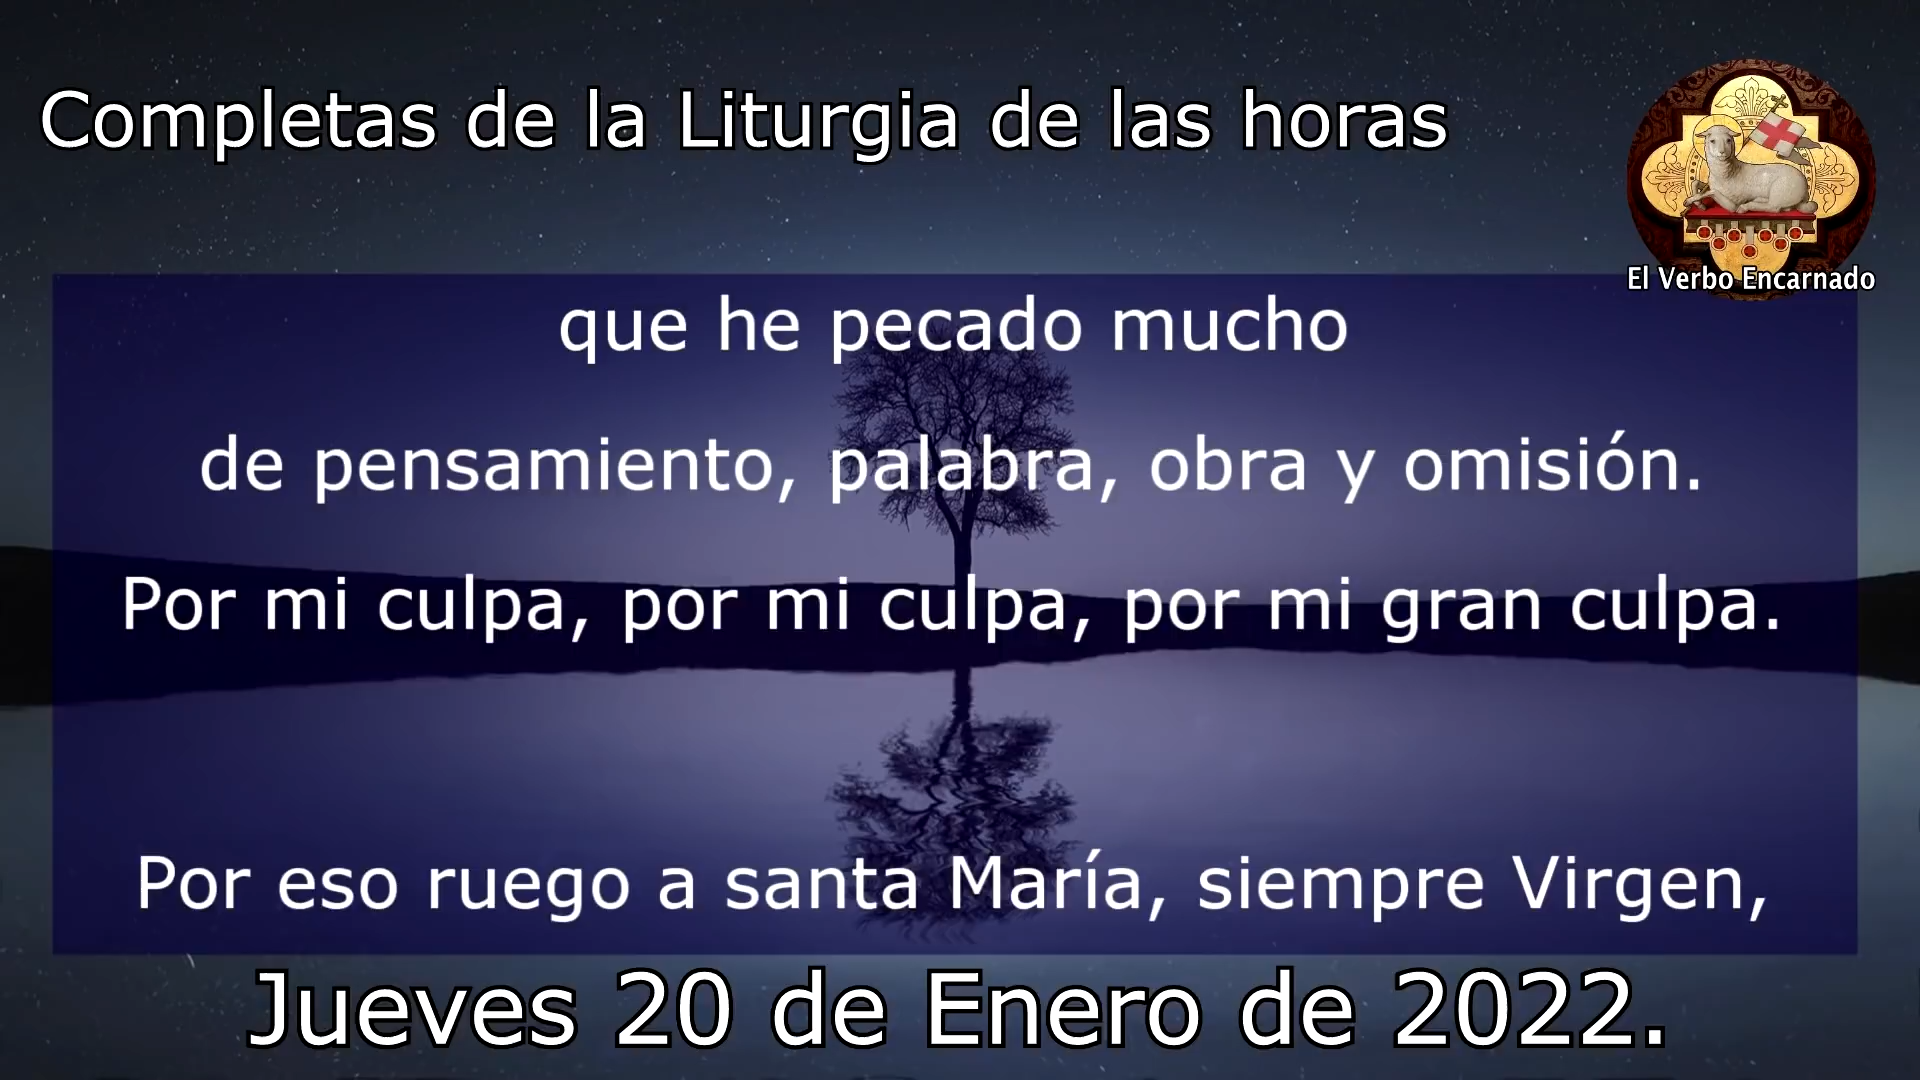 Completas de la Liturgia de las horas
El Verbo Encarnado
que he pecado mucho
de pensamiento, palabra, obra y omisión.
Por mi culpa, por mi culpa, por mi gran culpa.
Por eso ruego a santa María, siempre Virgen,
Jueves 20 de Enero de 2022.